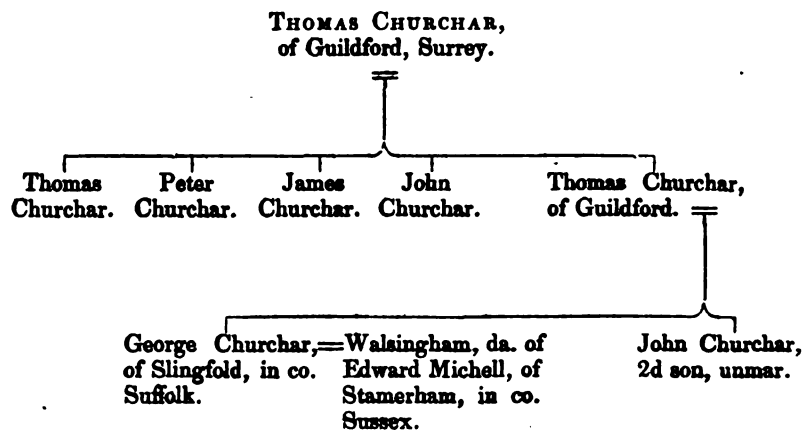 THOMAS CHURCHAR,
of Guildford, Surrey.
Thomas
Churchar.
Peter
Churchar.
James
Churchar.
John
Churchar.
Thomas Churchar,
of Guildford.
George Churchar,=Walsingham, da. of
of Slingfold, in co.
Suffolk.
Edward Michell, of
Stamerham, in co.
Sussex.
John Churchar,
2d son, unmar.